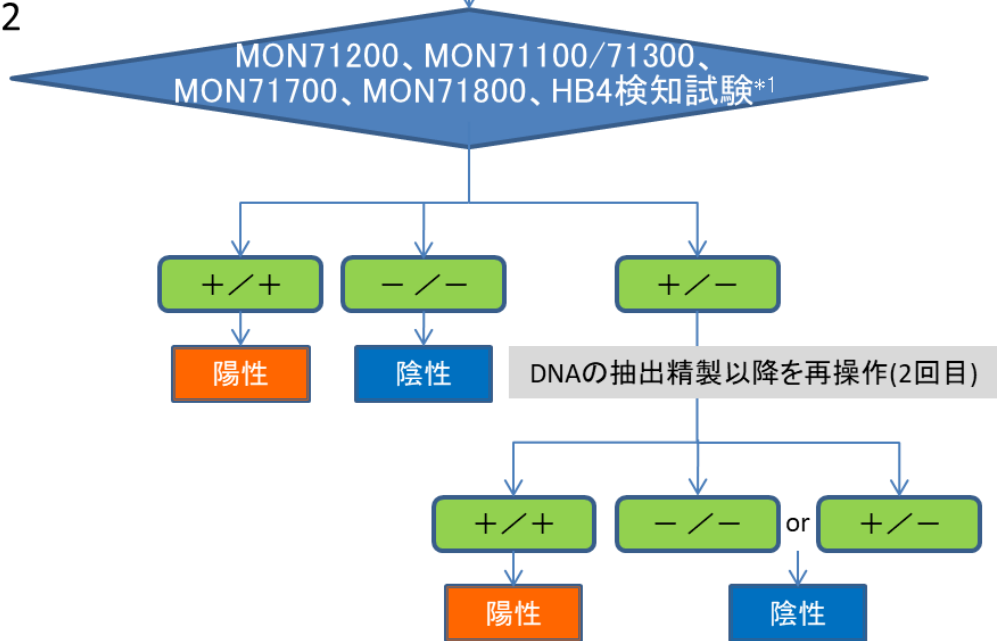 2
MON71200、MON71100/71300、
MON71700、MON71800、HB4検知試験*1
+/+
-/-
+/-
陽性
陰性
DNAの抽出精製以降を再操作(2回目)
+/+
-/-
or
+/-
陽性
陰性